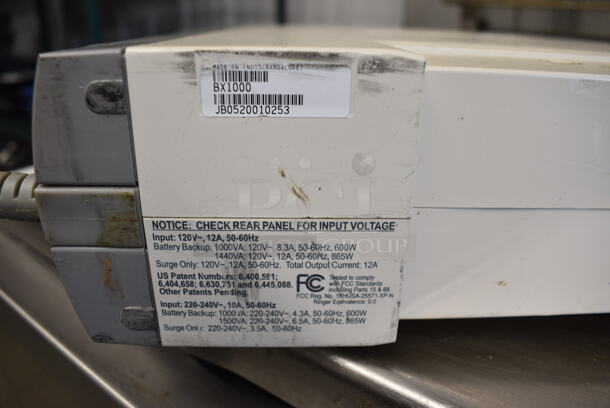 MADE IN INDIA(BANGALORE)
BX1000
JB0520010253
NOTICE: CHECK REAR PANEL FOR INPUT VOLTAGE
Input: 120V~, 12A, 50-60Hz
Battery Backup: 1000VA: 120V~, 8.3A, 50-60Hz, 600W
1440VA: 120V~, 12A, 50-60Hz, 865W
Surge Only: 120V~, 12A, 50-60Hz. Total Output Current: 12A
US Patent Numbers: 6,400,591;
6,404,658; 6,630,751 and 6,445,088.
Other Patents Pending.
FC
Tested to comply
with FCC Standards
including Parts 15 & 68
FCC Reg. No. 1KHUSA-25571-XP-N
Ringer Equivalence: 0.0
Input: 220-240V~, 10A, 50-60Hz
Battery Backup: 1000VA: 220-240V~, 4.3A, 50-60Hz, 600W
1500VA: 220-240V~, 6.5A, 50-60Hz, 865W
Surge Only: 220-240V~, 3.5A, 50-60Hz